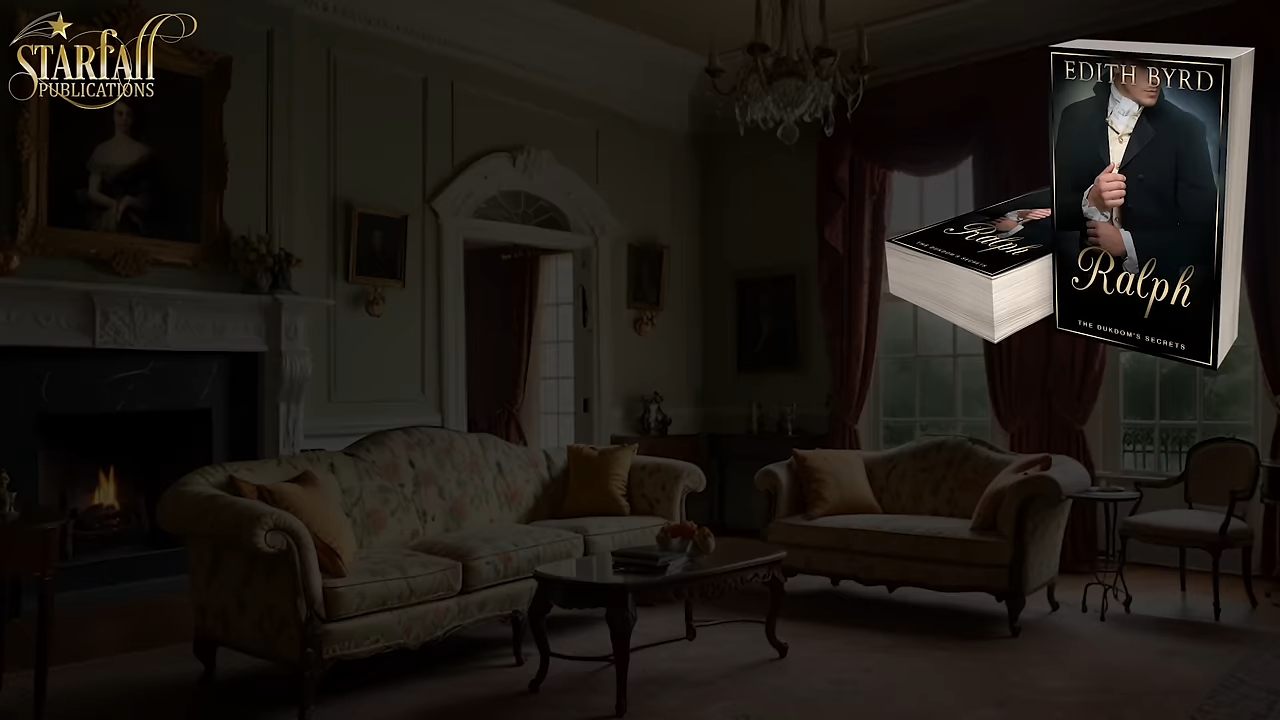 STARfall
PUBLICATIONS
EDITH BYRD
Ralph
THE DUKDOM'S SECRETS
Ralph
THE DUKDOM'S SECRETS